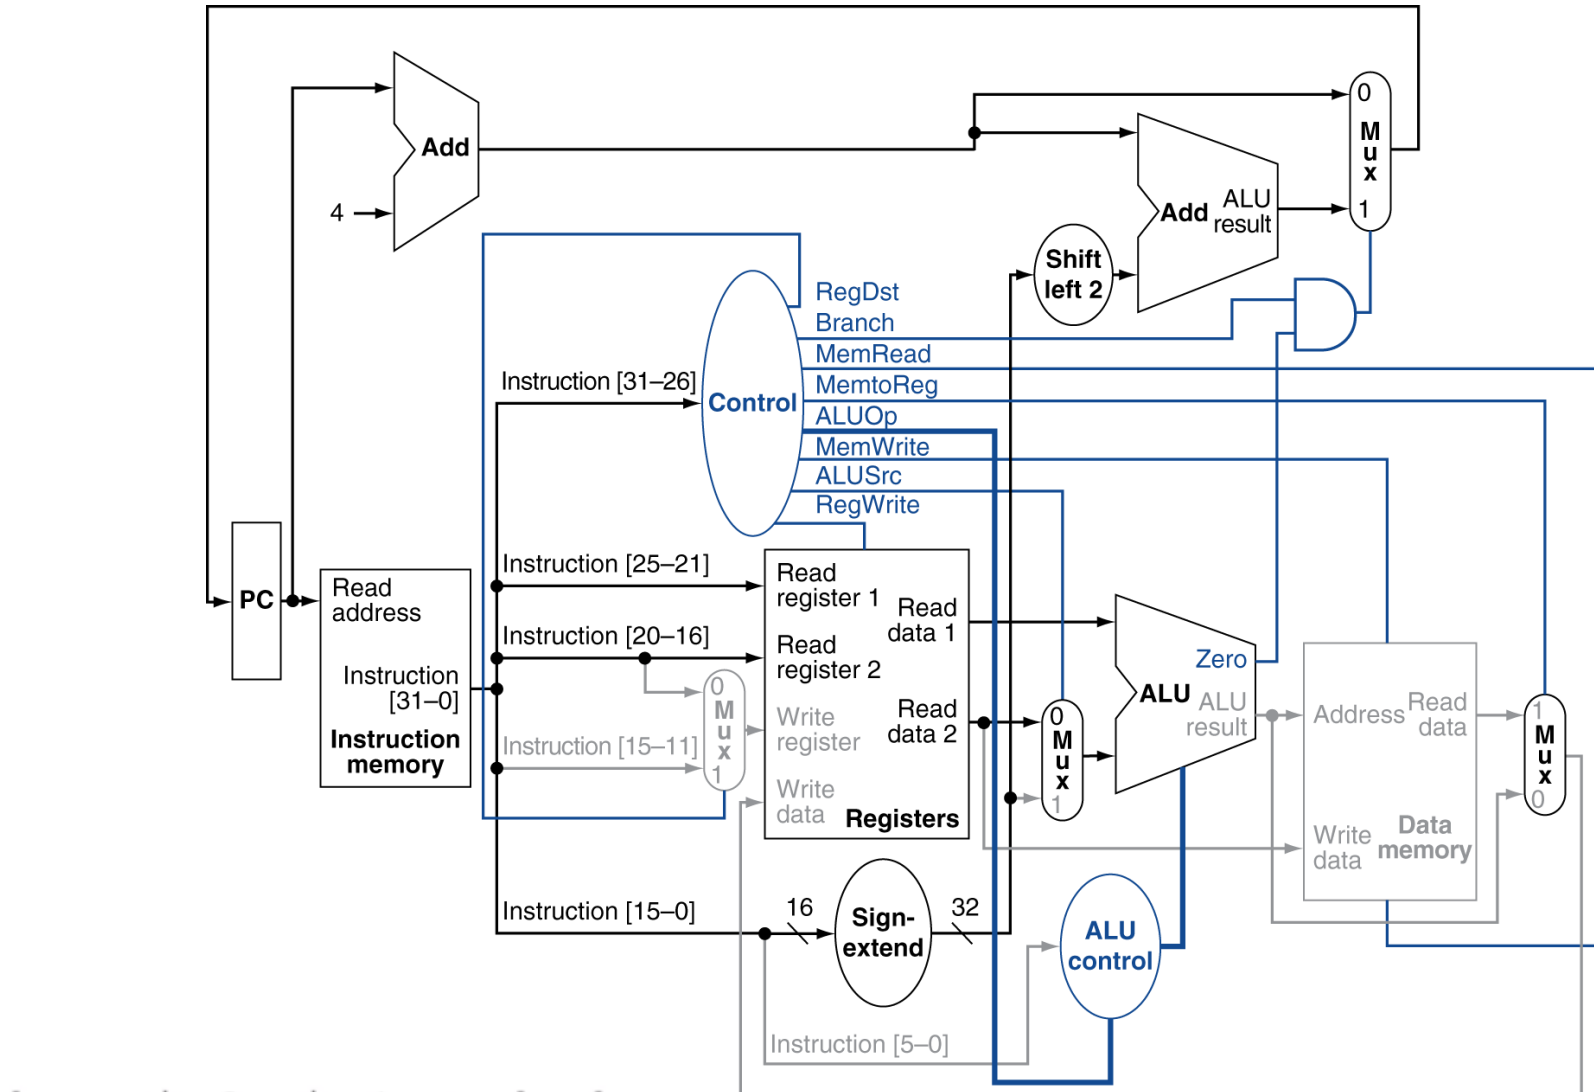 0
M
u
x
1
Add
4
Add
ALU
result
Shift
left 2
RegDst
Branch
MemRead
MemtoReg
ALUOp
MemWrite
ALUSrc
RegWrite
Instruction [31–26]
Control
PC
Read
address
Instruction
[31–0]
Instruction
memory
Instruction [25–21]
Instruction [20–16]
Instruction [15–11]
0
M
u
x
1
Read
register 1
Read
register 2
Write
register
Write
data
Read
data 1
Read
data 2
Registers
0
M
u
x
1
Zero
ALU
ALU
result
Address
Read
data
Write
data
Data
memory
1
M
u
x
0
Instruction [15–0]
16
Sign-
extend
32
ALU
control
Instruction [5–0]